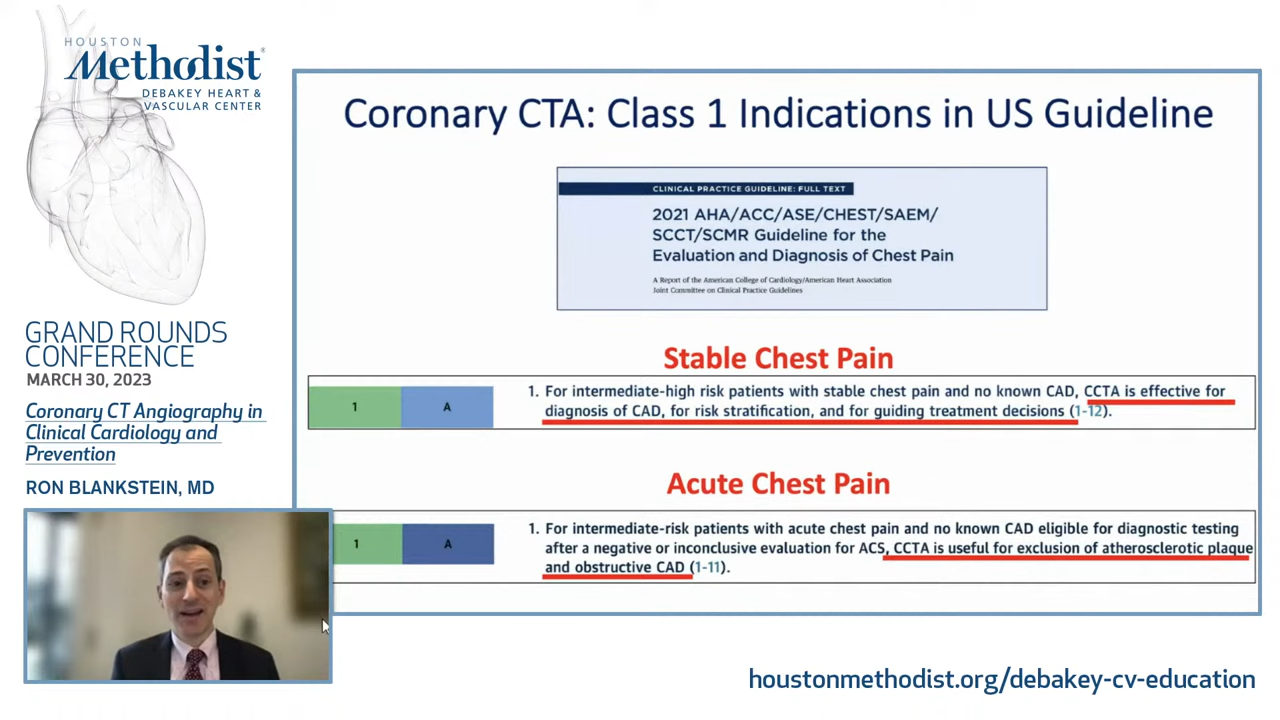 HOUSTON
Methodist®
DEBAKEY HEART &
VASCULAR CENTER
GRAND ROUNDS
CONFERENCE
MARCH 30, 2023
Coronary CT Angiography in
Clinical Cardiology and
Prevention
RON BLANKSTEIN, MD
Coronary CTA: Class 1 Indications in US Guideline
CLINICAL PRACTICE GUIDELINE: FULL TEXT
2021 AHA/ACC/ASE/CHEST/SAEM/
SCCT/SCMR Guideline for the
Evaluation and Diagnosis of Chest Pain
A Report of the American College of Cardiology/American Heart Association
Joint Committee on Clinical Practice Guidelines
Stable Chest Pain
1 A
1. For intermediate-high risk patients with stable chest pain and no known CAD, CCTA is effective for
diagnosis of CAD, for risk stratification, and for guiding treatment decisions (1-12).
Acute Chest Pain
1 A
1. For intermediate-risk patients with acute chest pain and no known CAD eligible for diagnostic testing
after a negative or inconclusive evaluation for ACS, CCTA is useful for exclusion of atherosclerotic plaque
and obstructive CAD (1-11).
houstonmethodist.org/debakey-cv-education